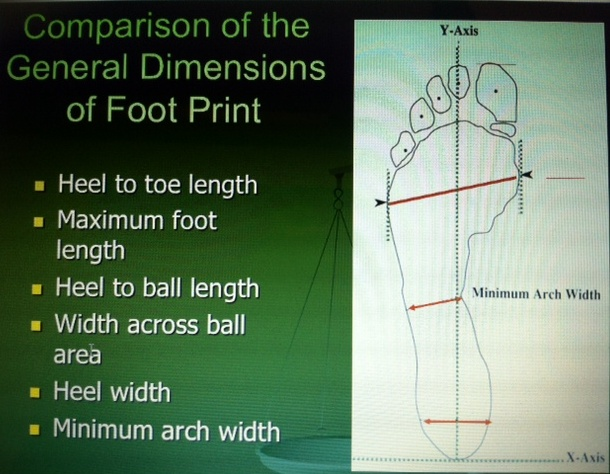 Comparison of the
General Dimensions
of Foot Print
Heel to toe length
Maximum foot
length
Heel to ball length
Width across ball
area
Heel width
Minimum arch width
Y-Axis
Minimum Arch Width
X-Axis